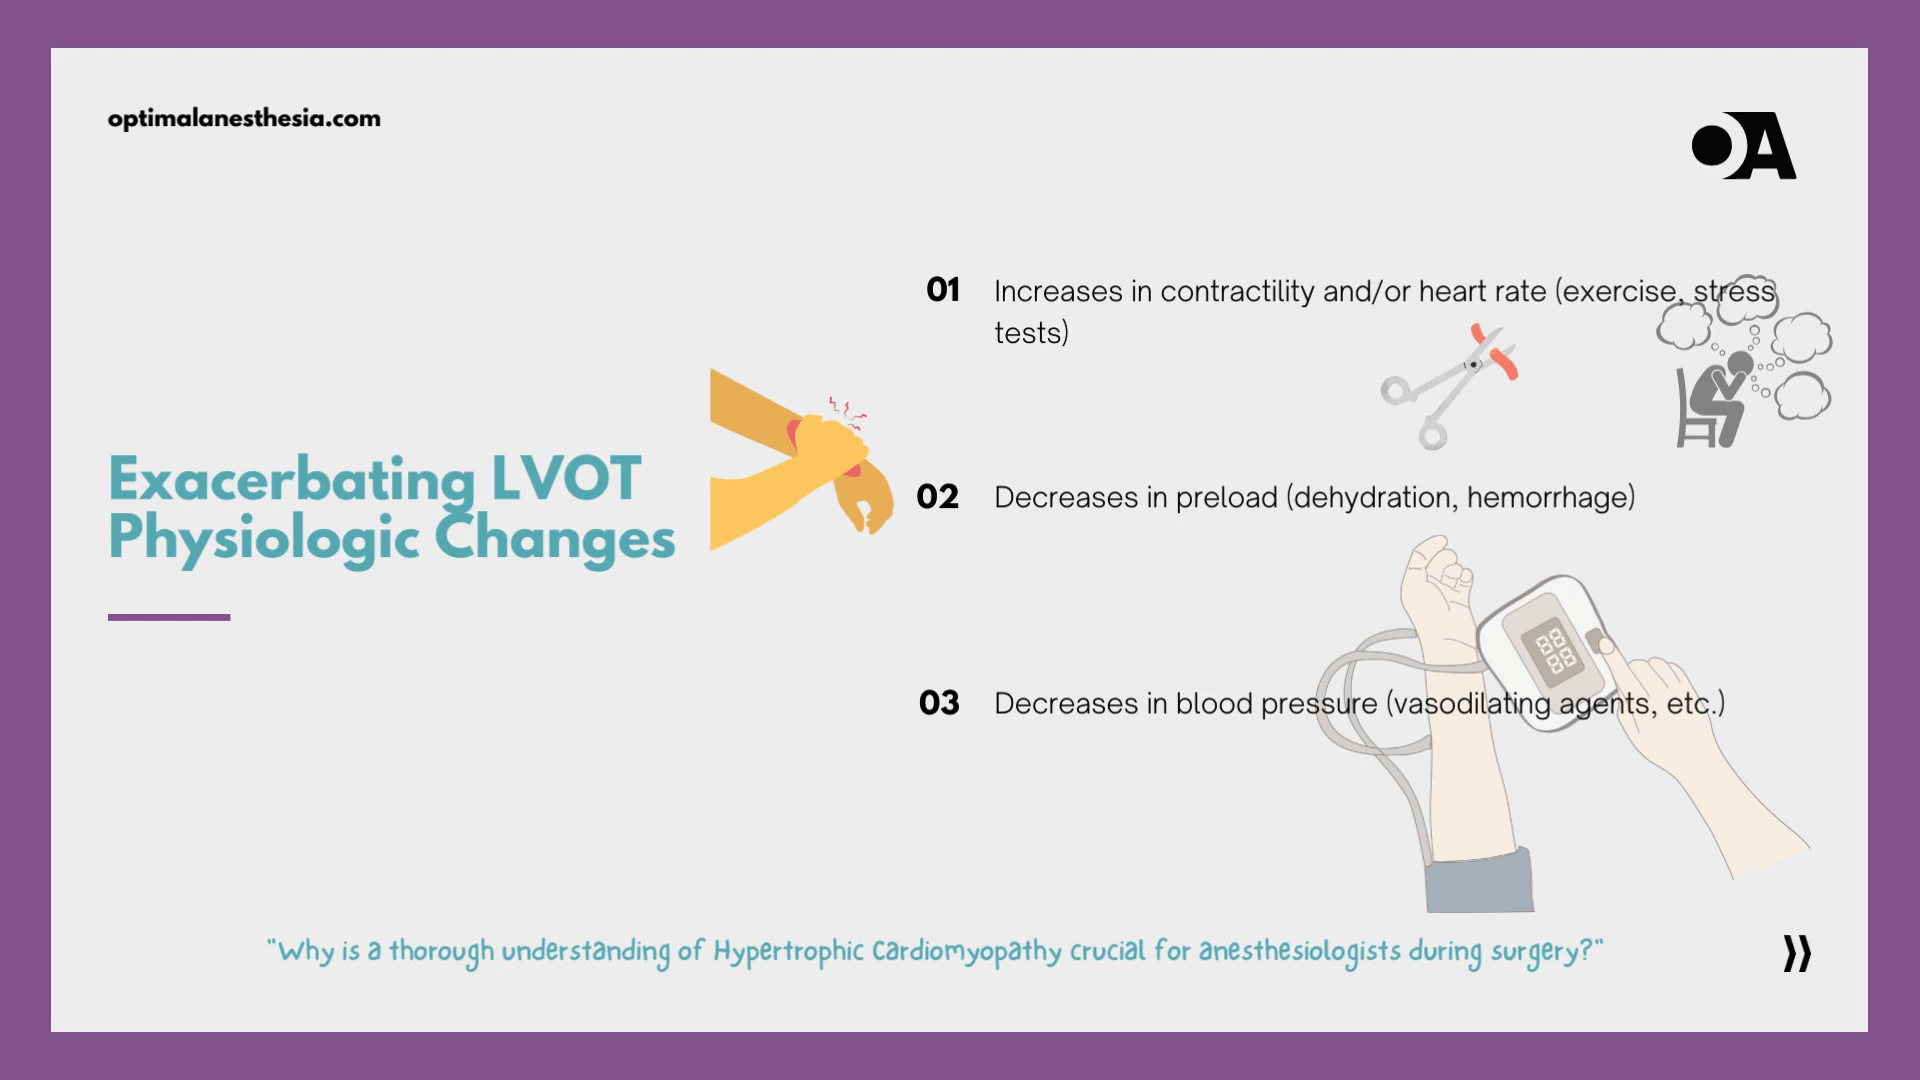 optimalanesthesia.com
OA
Exacerbating LVOT
Physiologic Changes
01 Increases in contractility and/or heart rate (exercise, stress
tests)
02 Decreases in preload (dehydration, hemorrhage)
03 Decreases in blood pressure (vasodilating agents, etc.)
"Why is a thorough understanding of Hypertrophic Cardiomyopathy crucial for anesthesiologists during surgery?"